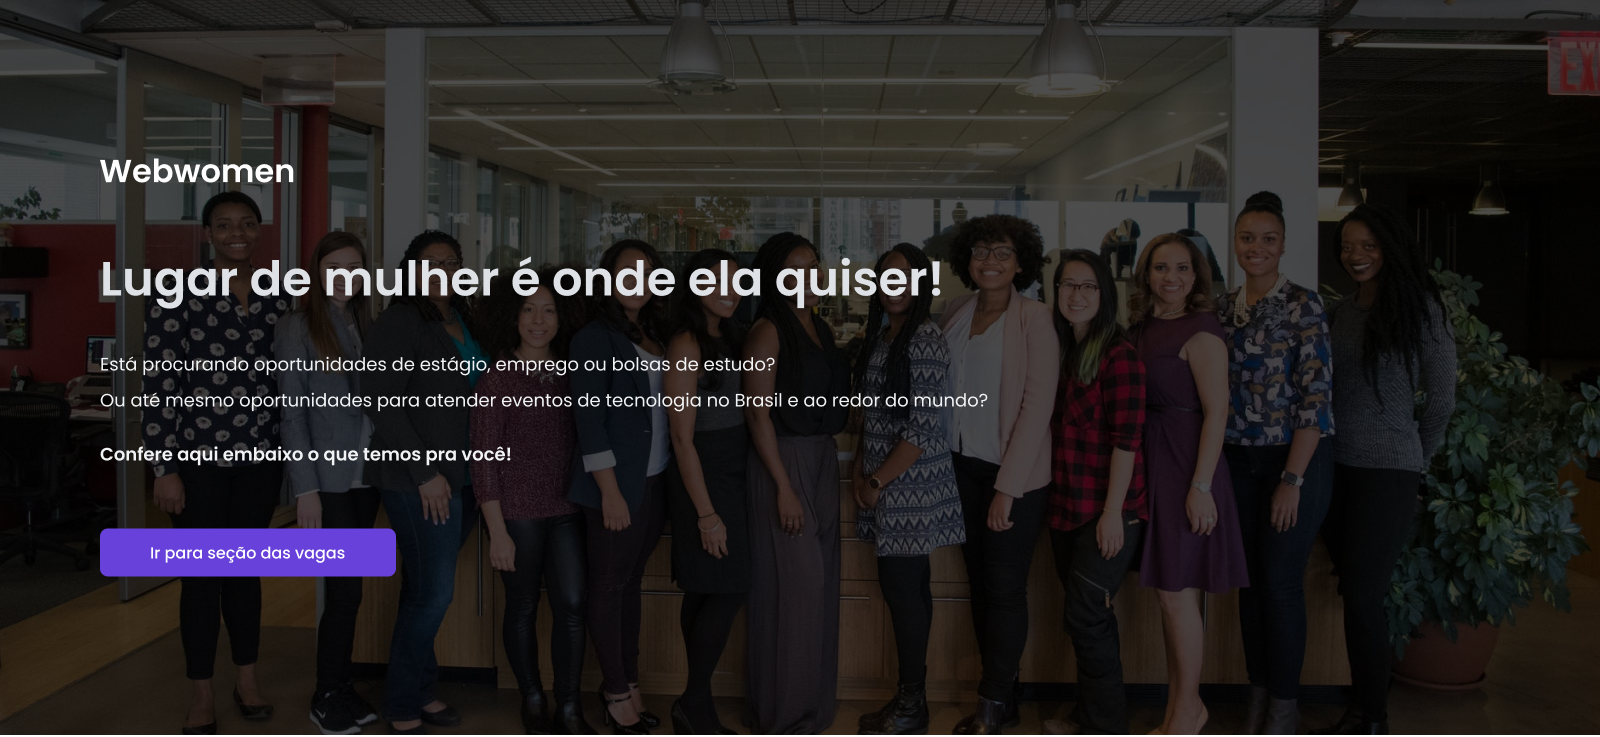 EX
Webwomen
Lugar de mulher é onde ela quiser!
Está procurando oportunidades de estágio, emprego ou bolsas de estudo?
Ou até mesmo oportunidades para atender eventos de tecnologia no Brasil e ao redor do mundo?
Confere aqui embaixo o que temos pra você!
Ir para seção das vagas